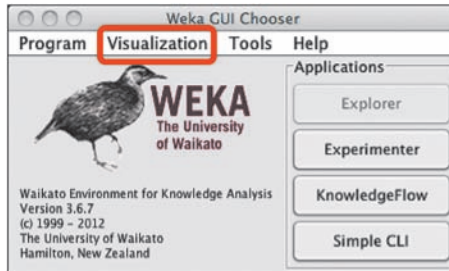 Weka GUI Chooser
Program Visualization Tools Help
Applications
WEKA
The University
of Waikato
Explorer
Experimenter
KnowledgeFlow
Simple CLI
Waikato Environment for Knowledge Analysis
Version 3.6.7
(c) 1999 – 2012
The University of Waikato
Hamilton, New Zealand